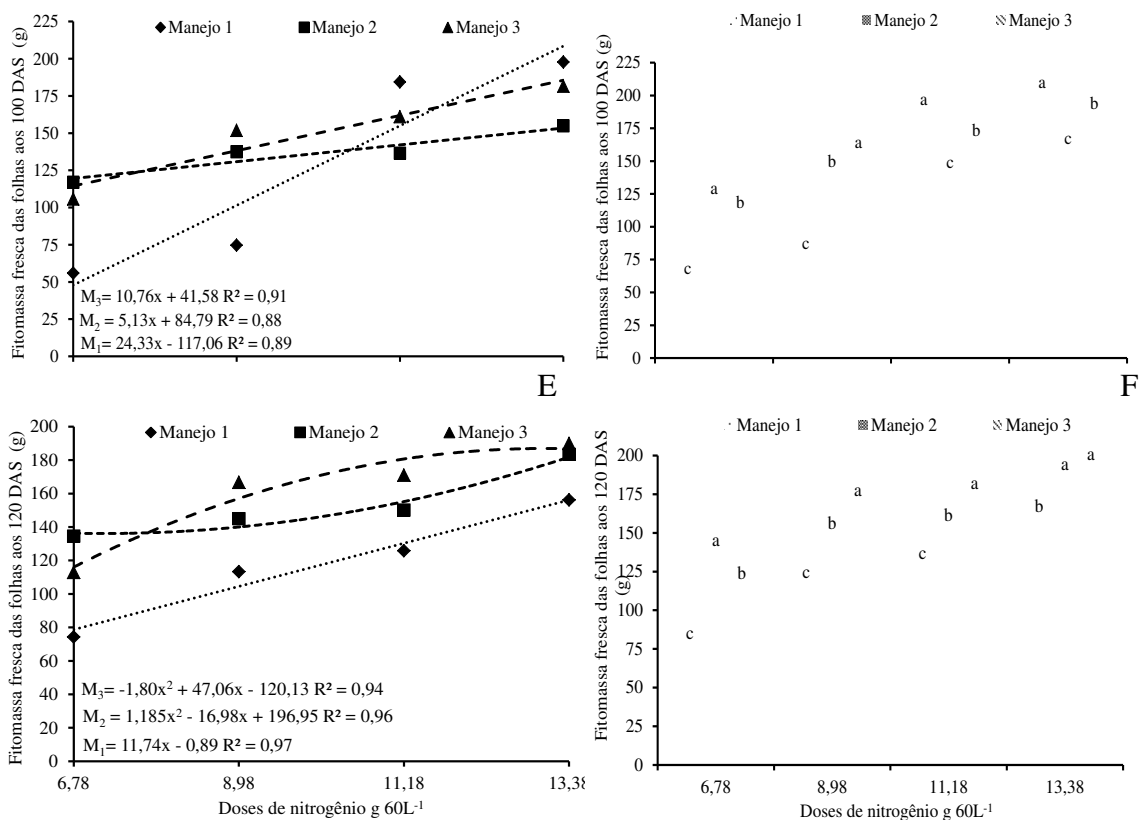 Manejo 1 Manejo 2 Manejo 3
Fitomassa fresca das folhas aos 100 DAS (g)
225
200
175
150
125
100
75
50
25
0
M₃= 10,76x + 41,58 R² = 0,91
M₂ = 5,13x + 84,79 R² = 0,88
M₁= 24,33x - 117,06 R² = 0,89
E
Manejo 1 Manejo 2 Manejo 3
Fitomassa fresca das folhas aos 100 DAS (g)
225
200
175
150
125
100
75
50
25
0
c a b
c b a
a c b
a c b
F
Manejo 1 Manejo 2 Manejo 3
Fitomassa fresca das folhas aos 120 DAS (g)
200
180
160
140
120
100
80
60
40
20
0
M₃= -1,80x² + 47,06x - 120,13 R² = 0,94
M₂ = 1,185x² - 16,98x + 196,95 R² = 0,96
M₁= 11,74x - 0,89 R² = 0,97
6,78 8,98 11,18 13,38
Doses de nitrogênio g 60L⁻¹
Manejo 1 Manejo 2 Manejo 3
Fitomassa fresca das folhas aos 120 DAS
(g)
200
175
150
125
100
75
50
25
0
c a b
c b a
c b a
b a a
6,78 8,98 11,18 13,38
Doses de nitrogênio g 60L⁻¹